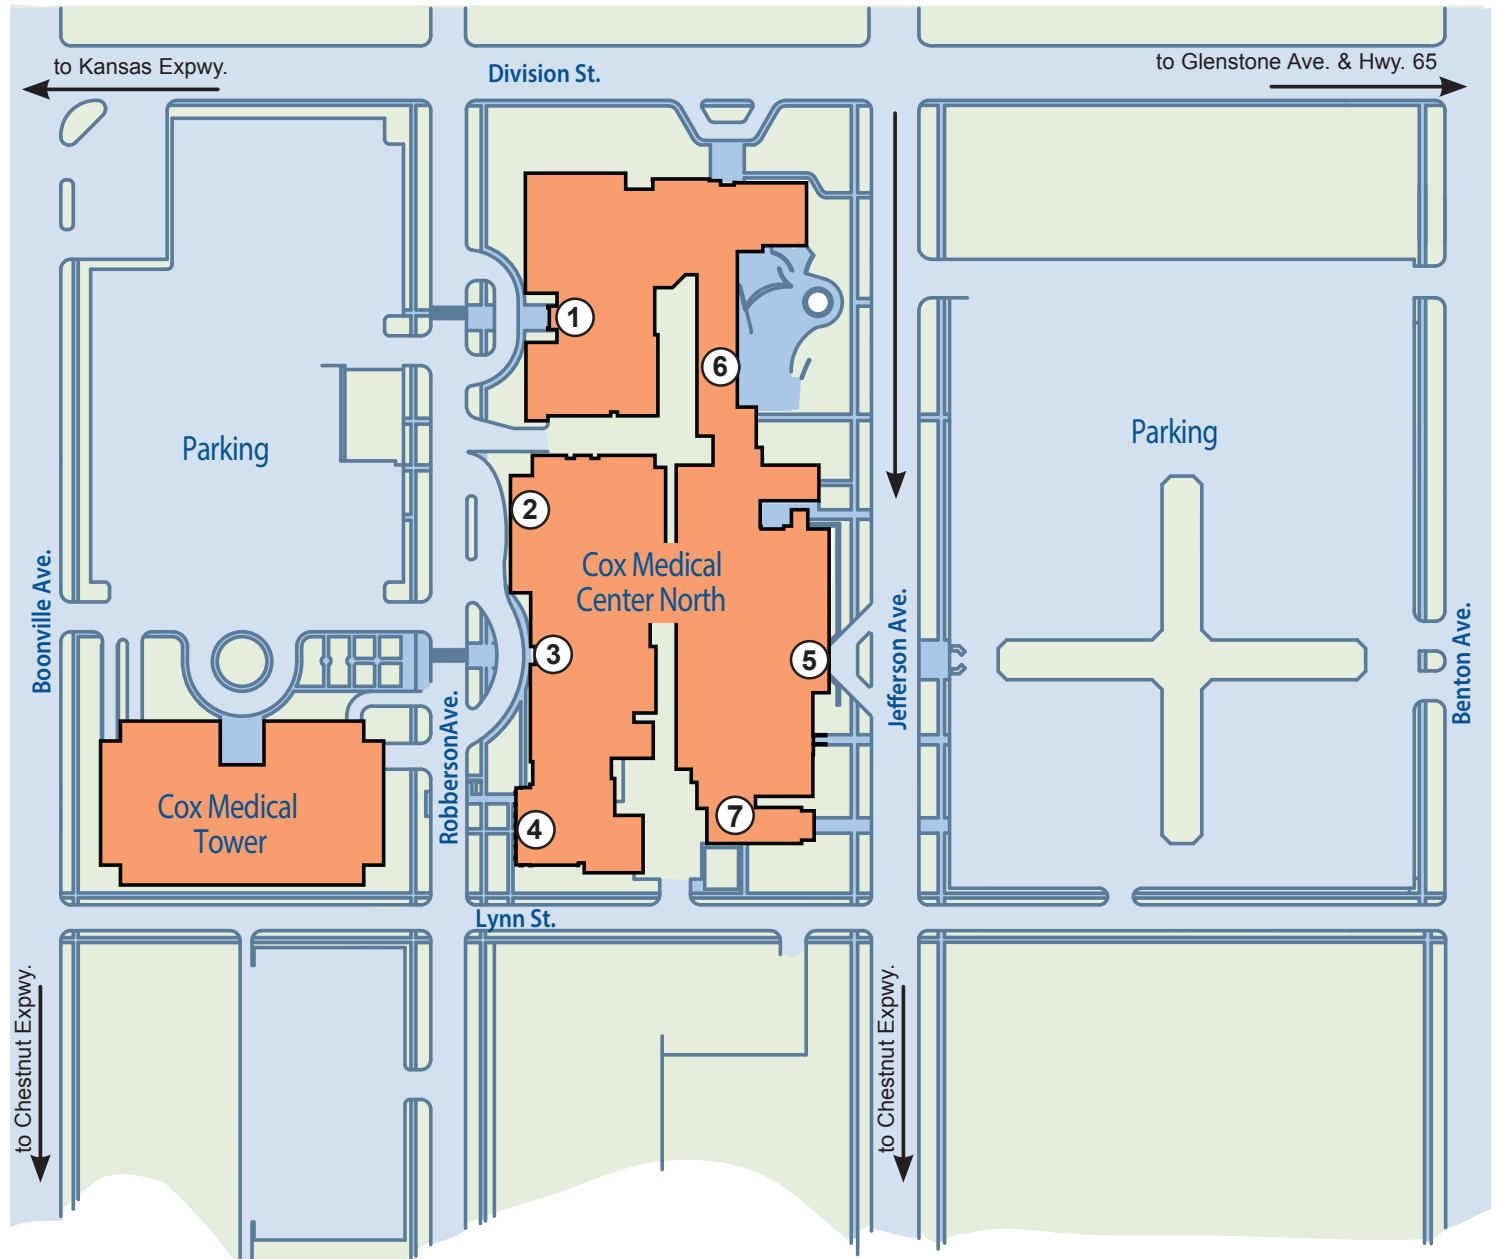 to Kansas Expwy.
Division St.
to Glenstone Ave. & Hwy. 65
1
6
Parking
Parking
2
Cox Medical
Center North
Boonville Ave.
3
5
Jefferson Ave.
Benton Ave.
RobbersonAve.
Cox Medical
Tower
4
7
Lynn St.
to Chestnut Expwy.
to Chestnut Expwy.